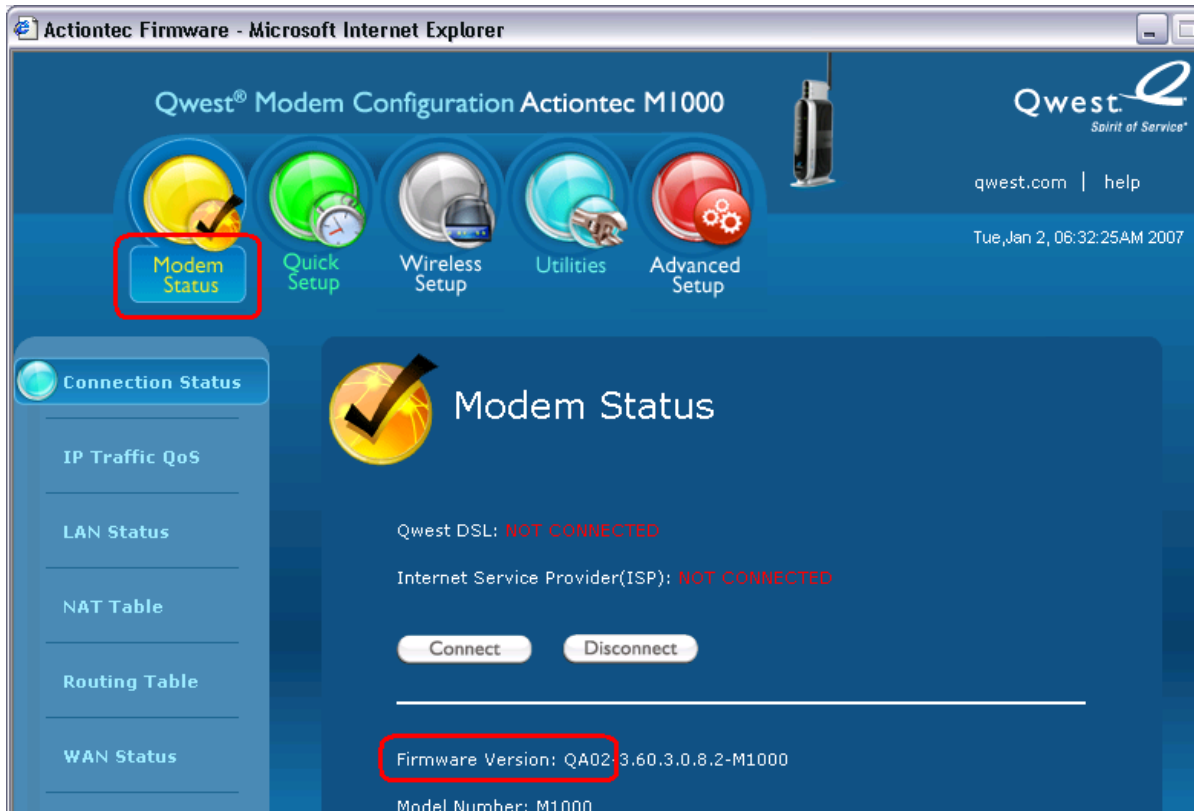 Actiontec Firmware - Microsoft Internet Explorer
Qwest® Modem Configuration Actiontec M1000
Qwest
Spirit of Service®
qwest.com | help
Tue,Jan 2, 06:32:25AM 2007
Modem Status
Quick Setup
Wireless Setup
Utilities
Advanced Setup
Connection Status
IP Traffic QoS
LAN Status
NAT Table
Routing Table
WAN Status
Modem Status
Qwest DSL: NOT CONNECTED
Internet Service Provider(ISP): NOT CONNECTED
Connect
Disconnect
Firmware Version: QA02-3.60.3.0.8.2-M1000
Model Number: M1000